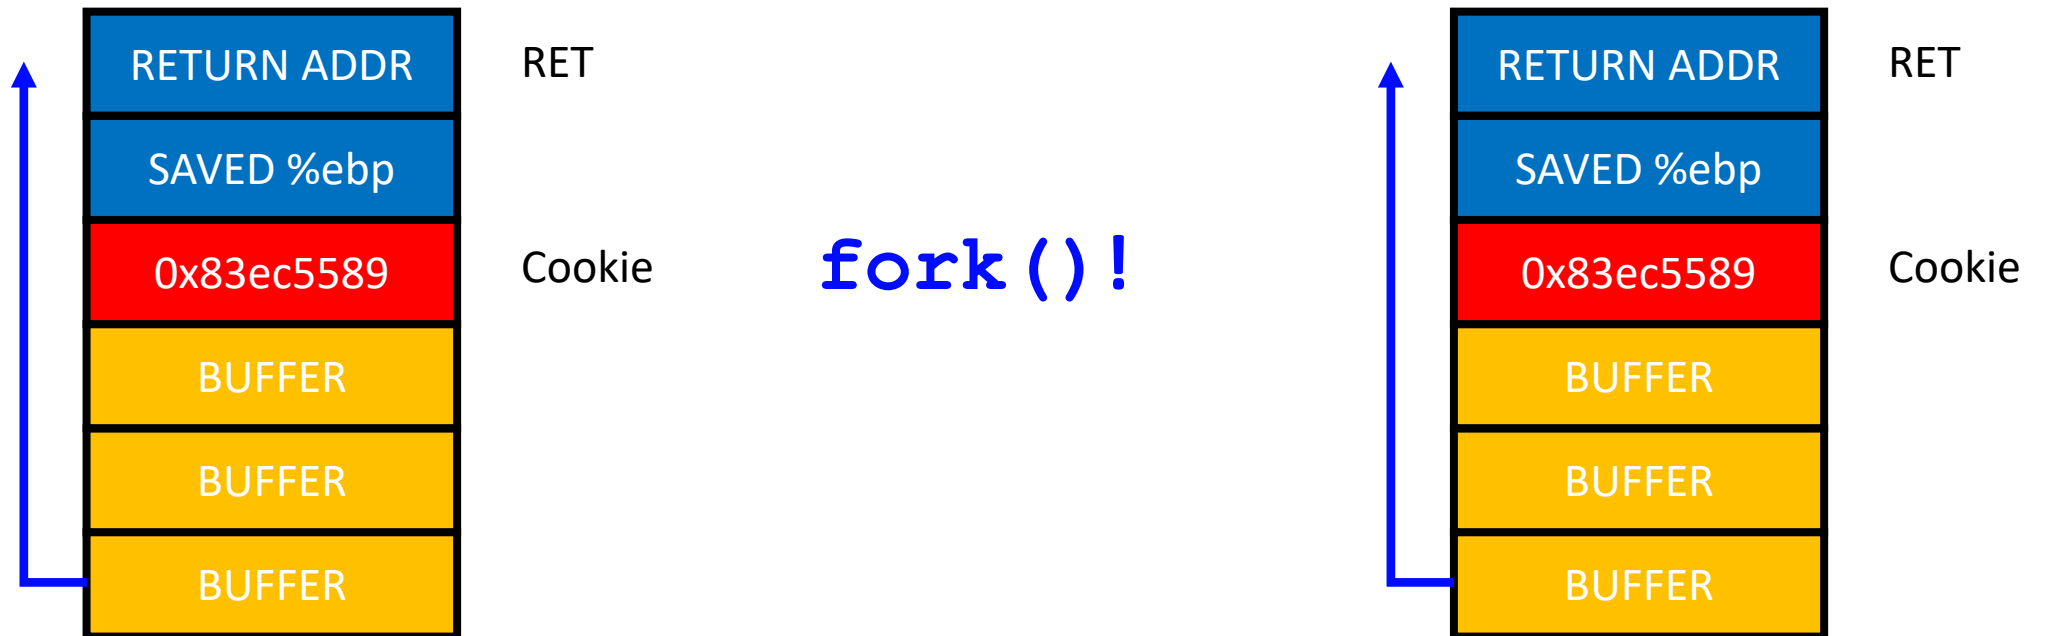 RETURN ADDR
RET
SAVED %ebp
0x83ec5589
Cookie
BUFFER
BUFFER
BUFFER
fork()!
RETURN ADDR
RET
SAVED %ebp
0x83ec5589
Cookie
BUFFER
BUFFER
BUFFER